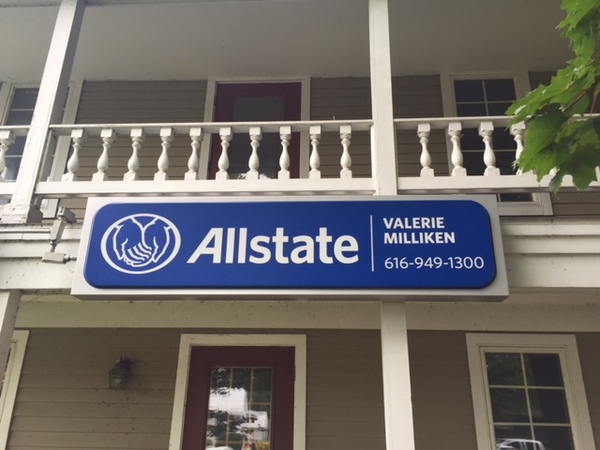 Allstate
VALERIE
MILLIKEN
616-949-1300